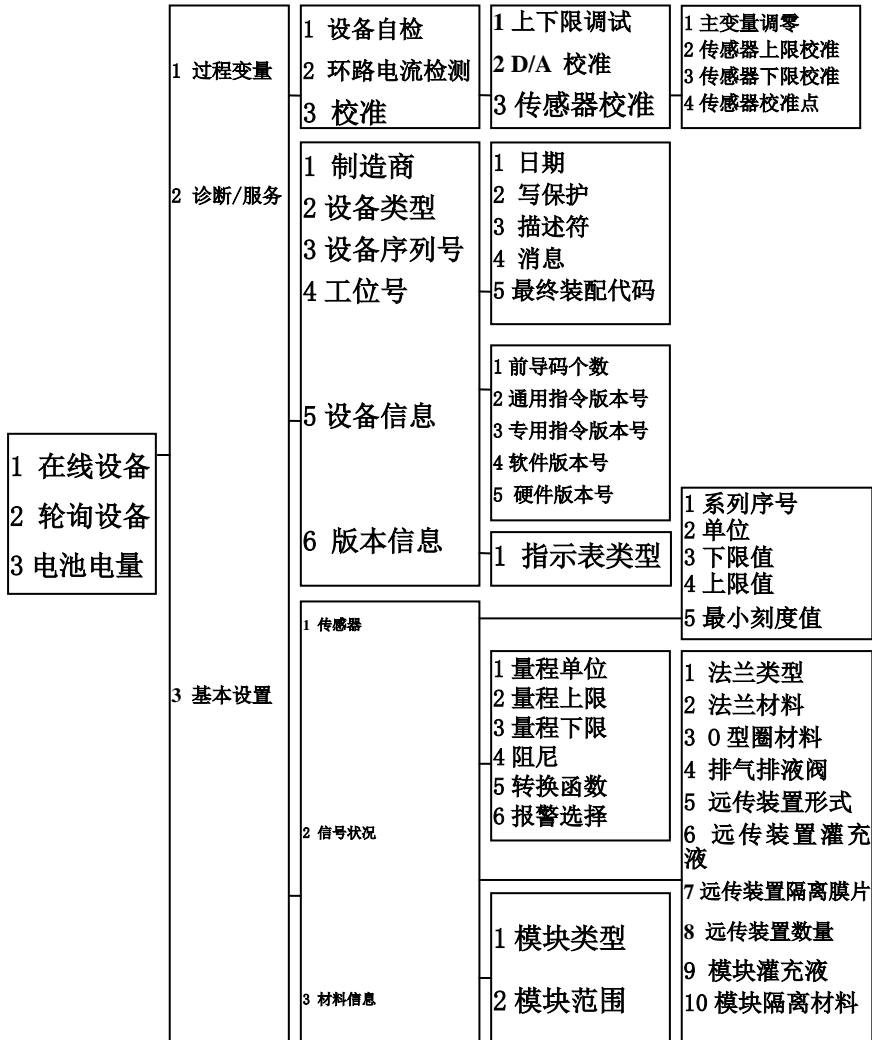 1 在线设备
2 轮询设备
3 电池电量
1 过程变量
2 诊断/服务
3 基本设置
1 设备自检
2 环路电流检测
3 校准
1 上下限调试
2 D/A 校准
3 传感器校准
1 主变量调零
2 传感器上限校准
3 传感器下限校准
4 传感器校准点
1 制造商
2 设备类型
3 设备序列号
4 工位号
5 设备信息
6 版本信息
1 日期
2 写保护
3 描述符
4 消息
5 最终装配代码
1 前导码个数
2 通用指令版本号
3 专用指令版本号
4 软件版本号
5 硬件版本号
1 指示表类型
1 传感器
2 信号状况
3 材料信息
1 系列序号
2 单位
3 下限值
4 上限值
5 最小刻度值
1 量程单位
2 量程上限
3 量程下限
4 阻尼
5 转换函数
6 报警选择
1 法兰类型
2 法兰材料
3 O 型圈材料
4 排气排液阀
5 远传装置形式
6 远传装置灌充
液
7 远传装置隔离膜片
8 远传装置数量
9 模块灌充液
10 模块隔离材料
1 模块类型
2 模块范围